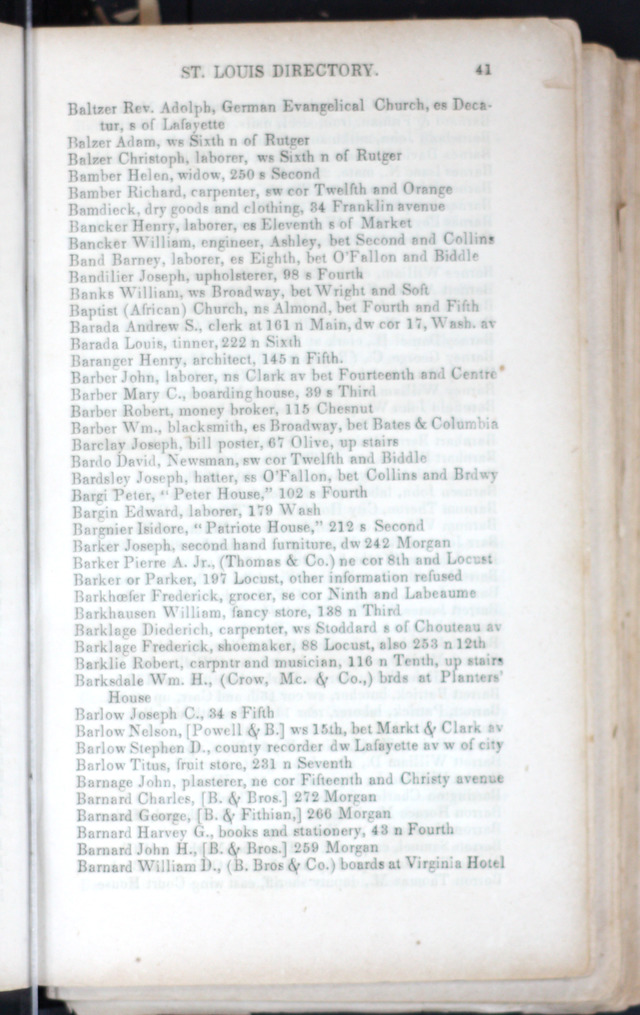 ST. LOUIS DIRECTORY. 41
Baltzer Rev. Adolph, German Evangelical Church, es Deca-
tur, s of Lafayette
Balzer Adam, ws Sixth n of Rutger
Balzer Christoph, laborer, ws Sixth n of Rutger
Bamber Helen, widow, 250 s Second
Bamber Richard, carpenter, sw cor Twelfth and Orange
Bamdieck, dry goods and clothing, 34 Franklin avenue
Bancker Henry, laborer, es Eleventh s of Market
Bancker William, engineer, Ashley, bet Second and Collins
Band Barney, laborer, es Eighth, bet O'Fallon and Biddle
Bandilier Joseph, upholsterer, 98 s Fourth
Banks William, ws Broadway, bet Wright and Soft
Baptist (African) Church, ns Almond, bet Fourth and Fifth
Barada Andrew S., clerk at 161 n Main, dw cor 17, Wash. av
Barada Louis, tinner, 222 n Sixth
Baranger Henry, architect, 145 n Fifth.
Barber John, laborer, ns Clark av bet Fourteenth and Centre
Barber Mary C., boarding house, 39 s Third
Barber Robert, money broker, 115 Chesnut
Barber Wm., blacksmith, es Broadway, bet Bates & Columbia
Barclay Joseph, bill poster, 67 Olive, up stairs
Bardo David, Newsman, sw cor Twelfth and Biddle
Bardsley Joseph, hatter, ss O'Fallon, bet Collins and Brdwy
Bargi Peter, "Peter House," 102 s Fourth
Bargin Edward, laborer, 179 Wash
Bargnier Isidore, "Patriote House," 212 s Second
Barker Joseph, second hand furniture, dw 242 Morgan
Barker Pierre A. Jr., (Thomas & Co.) ne cor 8th and Locust
Barker or Parker, 197 Locust, other information refused
Barkhœfer Frederick, grocer, se cor Ninth and Labeaume
Barkhausen William, fancy store, 138 n Third
Barklage Diederich, carpenter, ws Stoddard s of Chouteau av
Barklage Frederick, shoemaker, 88 Locust, also 253 n 12th
Barklie Robert, carpntr and musician, 116 n Tenth, up stairs
Barksdale Wm. H., (Crow, Mc. & Co.,) brds at Planters'
House
Barlow Joseph C., 34 s Fifth
Barlow Nelson, [Powell & B.] ws 15th, bet Markt & Clark av
Barlow Stephen D., county recorder dw Lafayette av w of city
Barlow Titus, fruit store, 231 n Seventh
Barnage John, plasterer, ne cor Fifteenth and Christy avenue
Barnard Charles, [B. & Bros.] 272 Morgan
Barnard George, [B. & Fithian,] 266 Morgan
Barnard Harvey G., books and stationery, 43 n Fourth
Barnard John H., [B. & Bros.] 259 Morgan
Barnard William D., (B. Bros & Co.) boards at Virginia Hotel